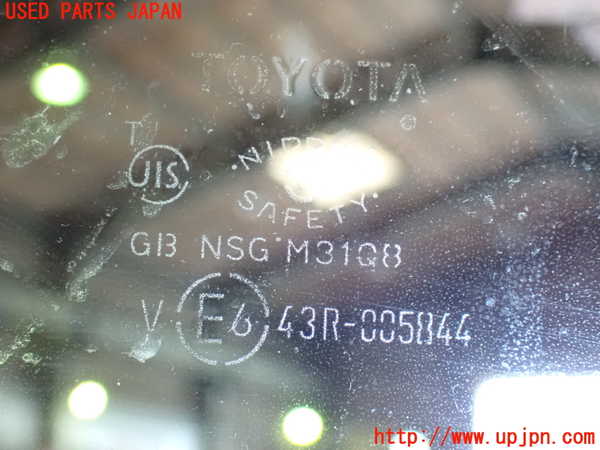 USED PARTS JAPAN
TOYOTA
T
JIS
NIPPON
SAFETY
GB NSG M31Q8
V E6 43R-005844
http://www.upjpn.com